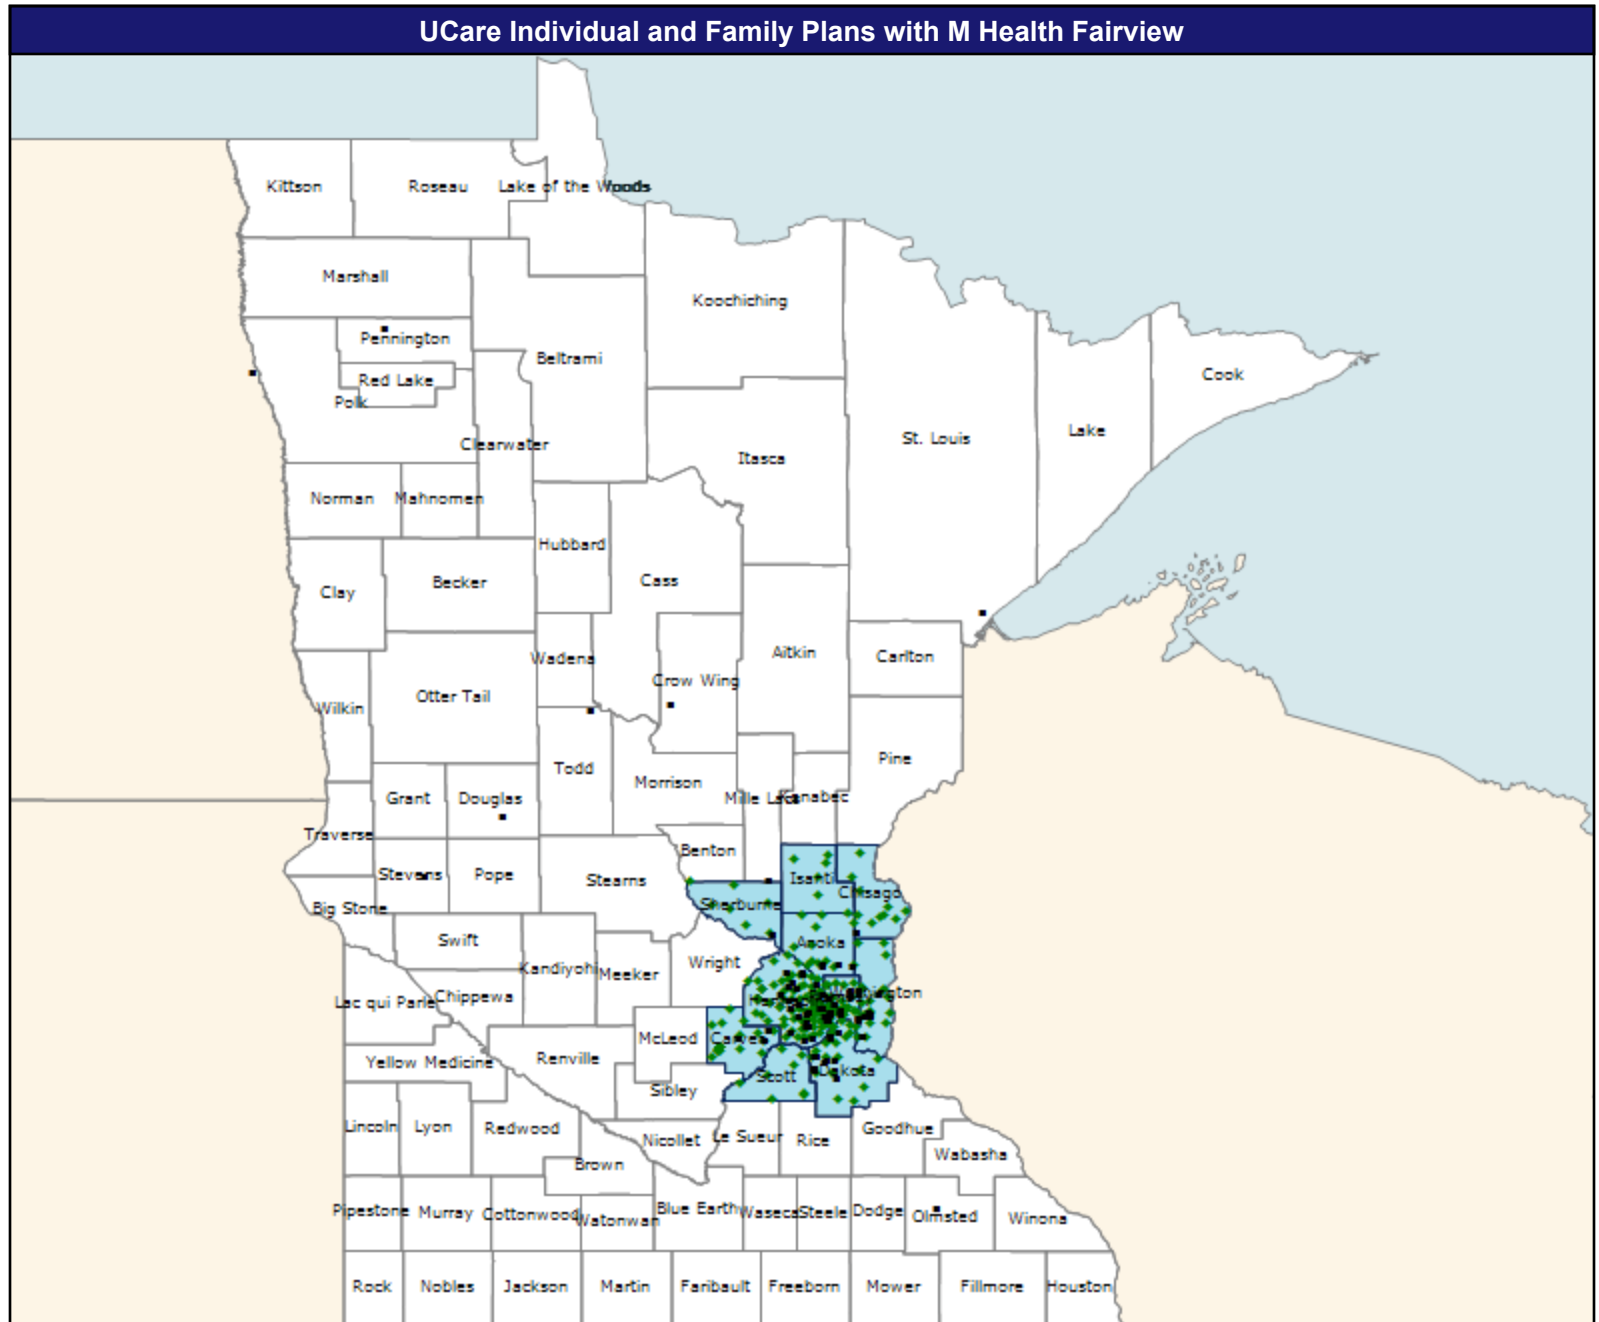 UCare Individual and Family Plans with M Health Fairview
Kittson
Roseau
Lake of the Woods
Marshall
Koochiching
Pennington
Beltrami
Red Lake
Polk
Cook
Clearwater
St. Louis
Lake
Itasca
Norman
Mahnomen
Hubbard
Cass
Becker
Clay
Wadena
Aitkin
Carlton
Crow Wing
Otter Tail
Wilkin
Pine
Todd
Morrison
Grant
Douglas
Mille Lacs
Kanabec
Traverse
Benton
Stevens
Pope
Stearns
Isanti
Chisago
Big Stone
Sherburne
Swift
Anoka
Kandiyohi
Meeker
Wright
Lac qui Parle
Chippewa
Washington
McLeod
Carver
Yellow Medicine
Renville
Scott
Dakota
Sibley
Lincoln
Lyon
Redwood
Nicollet
Le Sueur
Rice
Goodhue
Wabasha
Brown
Pipestone
Murray
Cottonwood
Watonwan
Blue Earth
Waseca
Steele
Dodge
Olmsted
Winona
Rock
Nobles
Jackson
Martin
Faribault
Freeborn
Mower
Fillmore
Houston